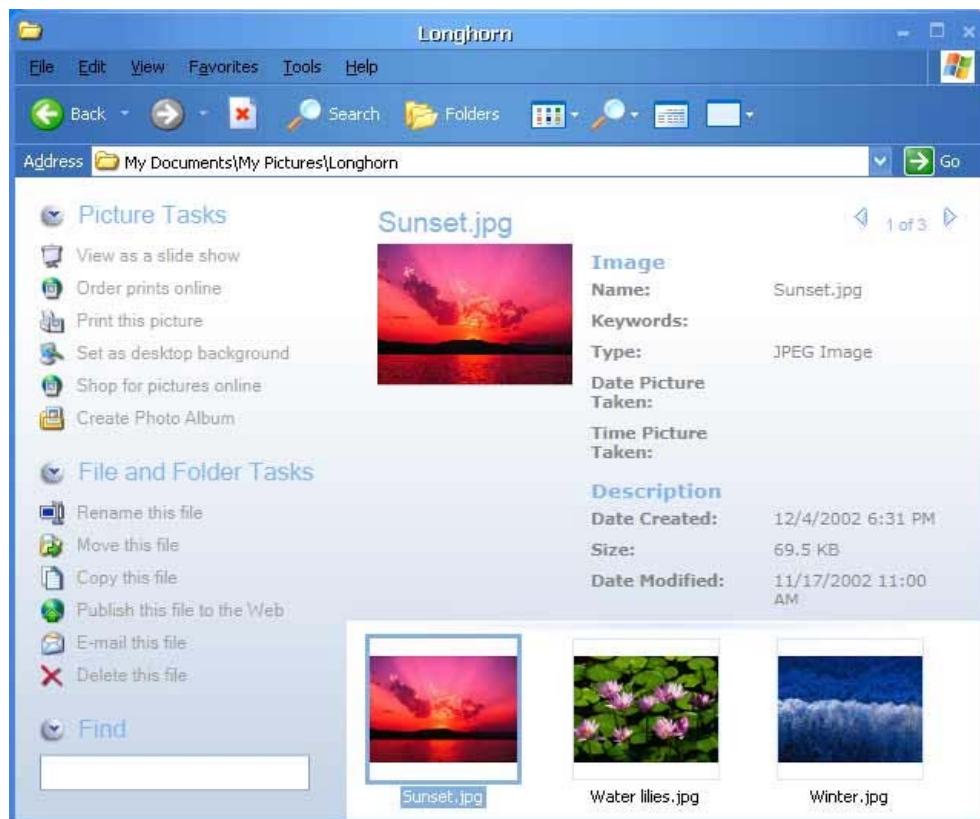 Longhorn
File Edit View Favorites Tools Help
Back Search Folders
Address My Documents\My Pictures\Longhorn Go
Picture Tasks
View as a slide show
Order prints online
Print this picture
Set as desktop background
Shop for pictures online
Create Photo Album
File and Folder Tasks
Rename this file
Move this file
Copy this file
Publish this file to the Web
E-mail this file
Delete this file
Find
Sunset.jpg
1 of 3
Image
Name: Sunset.jpg
Keywords:
Type: JPEG Image
Date Picture
Taken:
Time Picture
Taken:
Description
Date Created: 12/4/2002 6:31 PM
Size: 69.5 KB
Date Modified: 11/17/2002 11:00
AM
Sunset.jpg Water lilies.jpg Winter.jpg